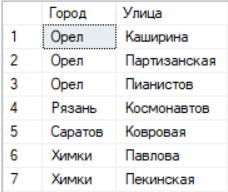 Город Улица
1 Орел Каширина
2 Орел Партизанская
3 Орел Пианистов
4 Рязань Космонавтов
5 Саратов Ковровая
6 Химки Павлова
7 Химки Пекинская